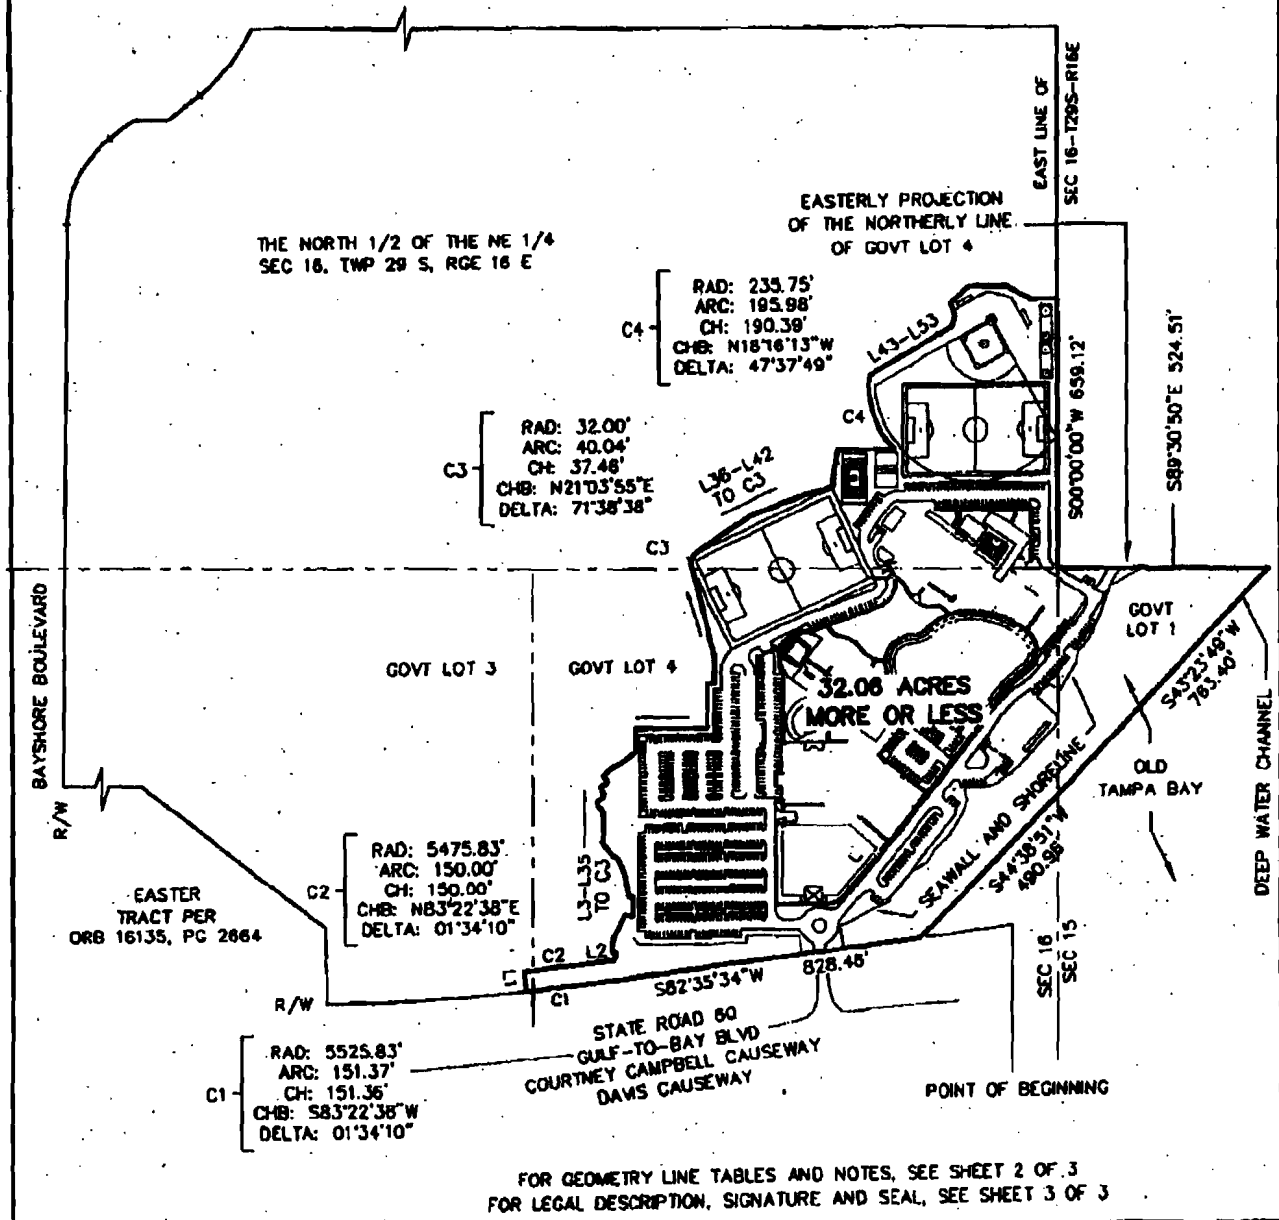 EAST LINE OF
SEC 16-T29S-R16E
EASTERLY PROJECTION
OF THE NORTHERLY LINE
OF GOVT LOT 4
THE NORTH 1/2 OF THE NE 1/4
SEC 16, TWP 29 S, RGE 16 E
C4
RAD: 235.75'
ARC: 195.98'
CH: 190.39'
CHB: N18°16'13"W
DELTA: 47°37'49"
L43-L53
C4
S00°00'00"W 659.12'
S89°30'50"E 524.51'
C3
RAD: 32.00'
ARC: 40.04'
CH: 37.48'
CHB: N21°03'55"E
DELTA: 71°38'38"
L36-L42
TO C3
C3
BAYSHORE BOULEVARD
R/W
GOVT LOT 3
GOVT LOT 4
GOVT
LOT 1
32.06 ACRES
MORE OR LESS
S43°23'49"W
763.40'
DEEP WATER CHANNEL
OLD
TAMPA BAY
SEAWALL AND SHORELINE
S44°38'51"W
490.98'
C2
RAD: 5475.83'
ARC: 150.00'
CH: 150.00'
CHB: N83°22'38"E
DELTA: 01°34'10"
L3-L35
TO C3
EASTER
TRACT PER
ORB 16135, PG 2664
C2
L2
L1
C1
R/W
S82°35'34"W
828.48'
SEC 16
SEC 15
STATE ROAD 60
GULF-TO-BAY BLVD
COURTNEY CAMPBELL CAUSEWAY
DAVIS CAUSEWAY
C1
RAD: 5525.83'
ARC: 151.37'
CH: 151.36'
CHB: S83°22'38"W
DELTA: 01°34'10"
POINT OF BEGINNING
FOR GEOMETRY LINE TABLES AND NOTES, SEE SHEET 2 OF 3
FOR LEGAL DESCRIPTION, SIGNATURE AND SEAL, SEE SHEET 3 OF 3